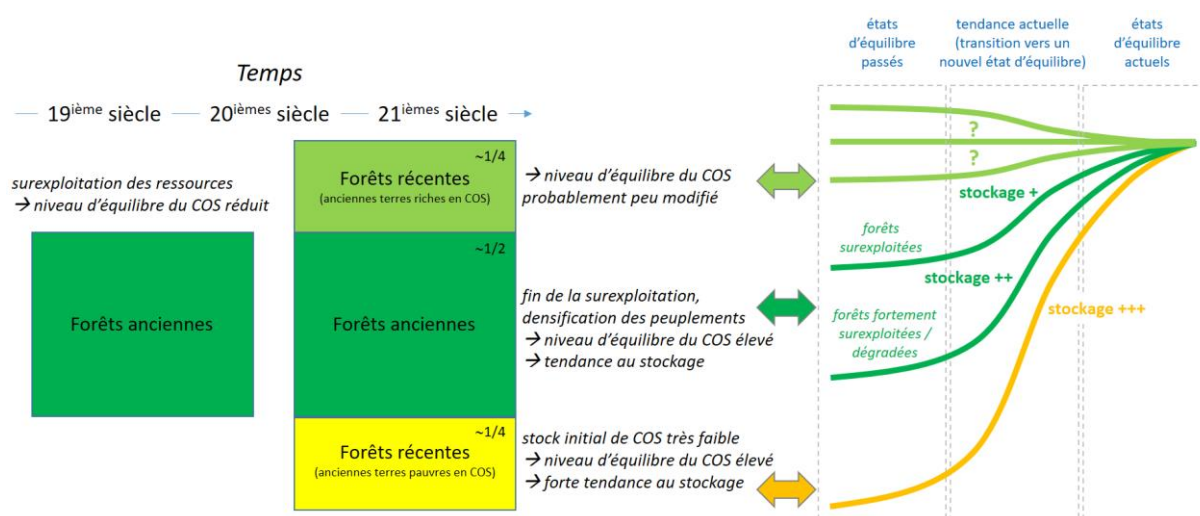 Temps
19ième siècle
20ièmes siècle
21ièmes siècle
surexploitation des ressources
→ niveau d'équilibre du COS réduit
Forêts anciennes
~1/4
Forêts récentes
(anciennes terres riches en COS)
→ niveau d'équilibre du COS
probablement peu modifié
~1/2
Forêts anciennes
fin de la surexploitation,
densification des peuplements
→ niveau d'équilibre du COS élevé
→ tendance au stockage
~1/4
Forêts récentes
(anciennes terres pauvres en COS)
stock initial de COS très faible
→ niveau d'équilibre du COS élevé
→ forte tendance au stockage
états
d'équilibre
passés
tendance actuelle
(transition vers un
nouvel état d'équilibre)
états
d'équilibre
actuels
?
?
stockage +
forêts
surexploitées
stockage ++
forêts fortement
surexploitées /
dégradées
stockage +++